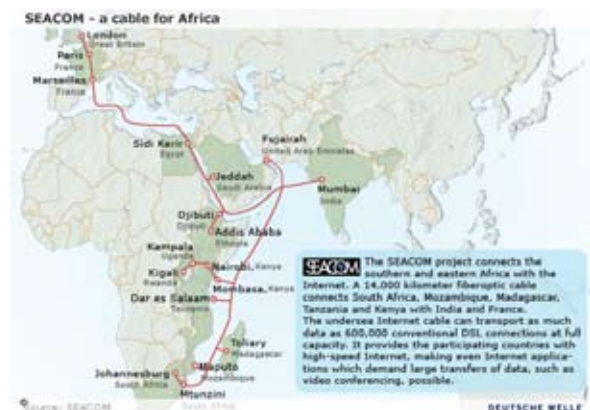 SEACOM - a cable for Africa
London
Great Britain
Paris
France
Marseilles
France
Sidi Kerir
Egypt
Fujairah
United Arab Emirates
Jeddah
Saudi Arabia
Mumbai
India
Djibuti
Djibuti
Addis Ababa
Ethiopia
Kampala
Uganda
Nairobi, Kenya
Kigali
Rwanda
Mombasa, Kenya
Dar as Salaam
Tanzania
Toliary
Madagascar
Maputo
Mozambique
Johannesburg
South Africa
Mtunzini
South Africa
SEACOM The SEACOM project connects the
southern and eastern Africa with the
Internet. A 14,000 kilometer fiberoptic cable
connects South Africa, Mozambique, Madagascar,
Tanzania and Kenya with India and France.
The undersea Internet cable can transport as much
data as 600,000 conventional DSL connections at full
capacity. It provides the participating countries with
high-speed Internet, making even Internet applica-
tions which demand large transfers of data, such as
video conferencing, possible.
Source: SEACOM
DEUTSCHE WELLE